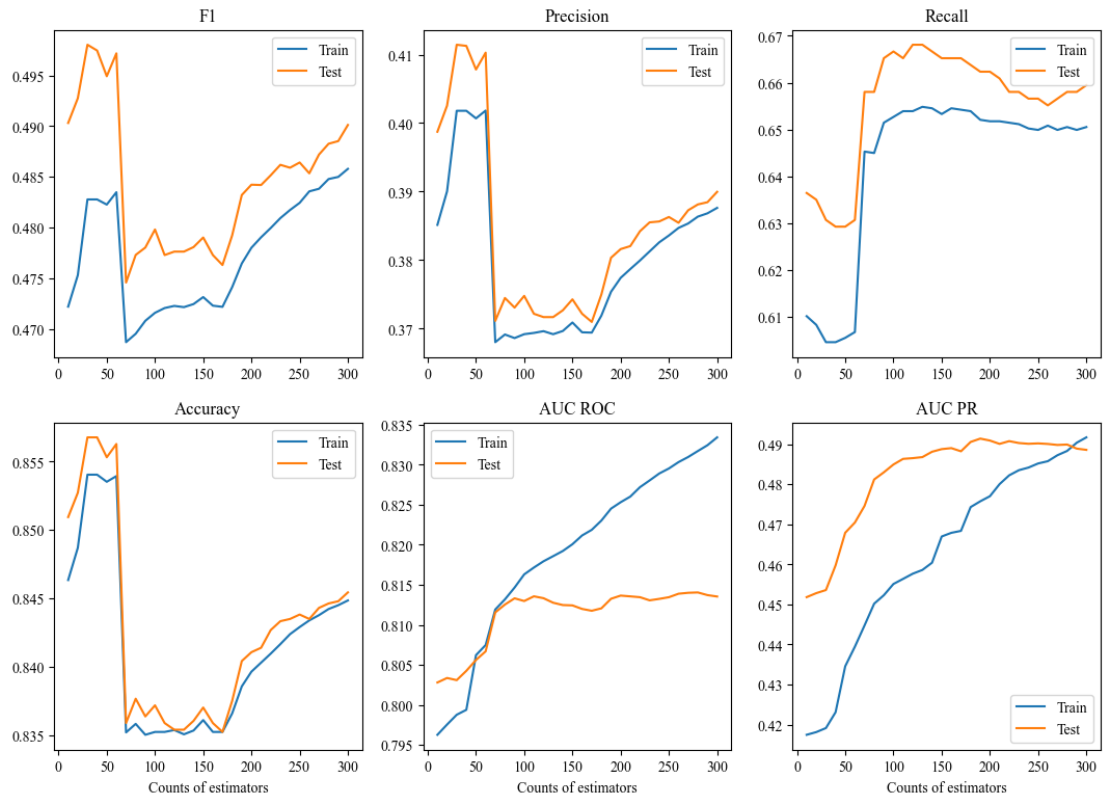 F1
0.495
0.490
0.485
0.480
0.475
0.470
0 50 100 150 200 250 300
Train
Test
Precision
0.41
0.40
0.39
0.38
0.37
0 50 100 150 200 250 300
Train
Test
Recall
0.67
0.66
0.65
0.64
0.63
0.62
0.61
0 50 100 150 200 250 300
Train
Test
Accuracy
0.855
0.850
0.845
0.840
0.835
0 50 100 150 200 250 300
Counts of estimators
Train
Test
AUC ROC
0.835
0.830
0.825
0.820
0.815
0.810
0.805
0.800
0.795
0 50 100 150 200 250 300
Counts of estimators
Train
Test
AUC PR
0.49
0.48
0.47
0.46
0.45
0.44
0.43
0.42
0 50 100 150 200 250 300
Counts of estimators
Train
Test